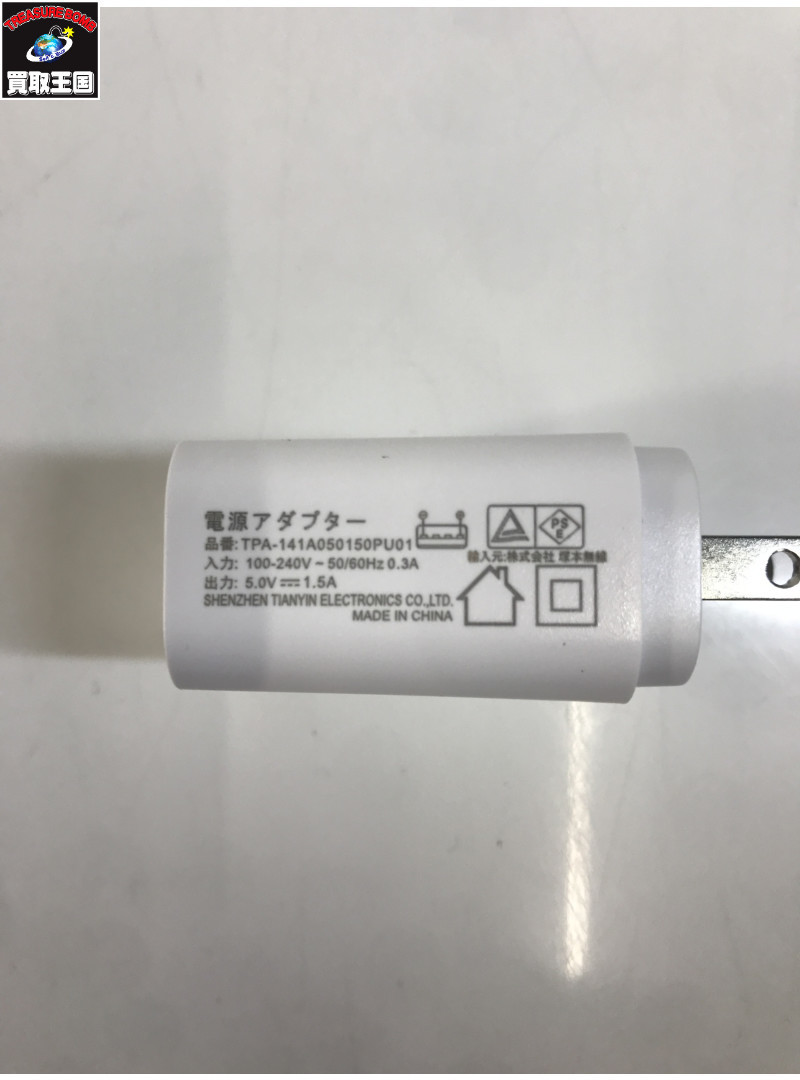 TREASURE BOMB
買取王国
電源アダプター
品番: TPA-141A050150PU01
入力: 100-240V ~ 50/60Hz 0.3A
出力: 5.0V⎓1.5A
SHENZHEN TIANYIN ELECTRONICS CO.,LTD.
MADE IN CHINA
PS
E
輸入元:株式会社 塚本無線